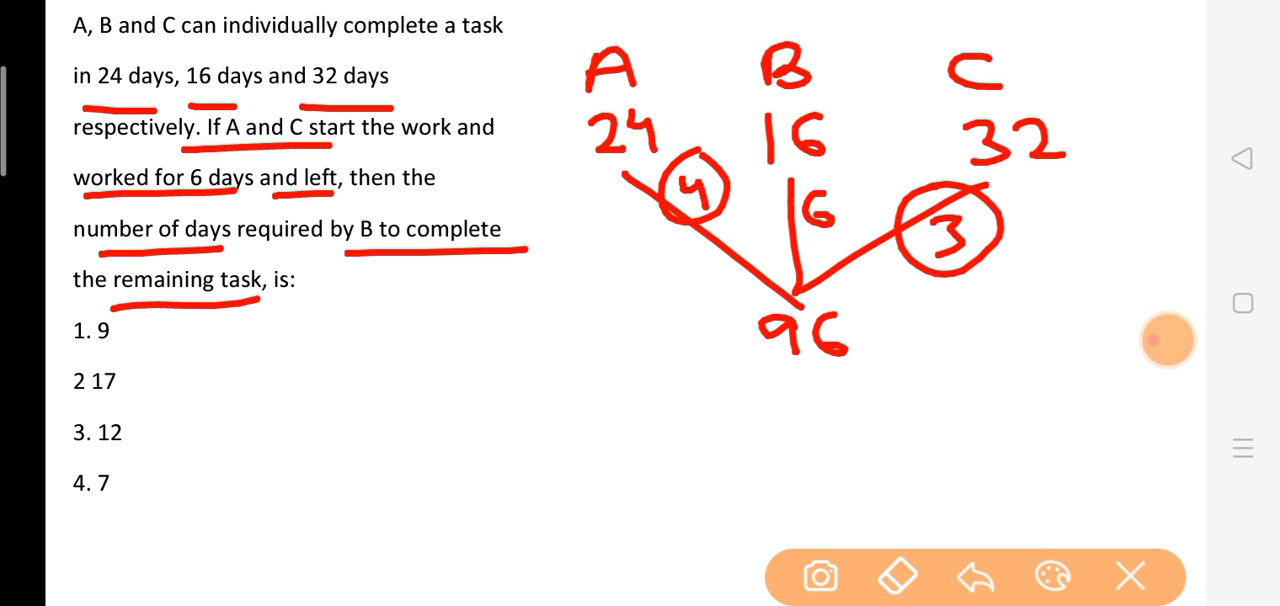 A, B and C can individually complete a task
in 24 days, 16 days and 32 days
respectively. If A and C start the work and
worked for 6 days and left, then the
number of days required by B to complete
the remaining task, is:
1. 9
2 17
3. 12
4. 7
A B C
24 16 32
4 6 3
96